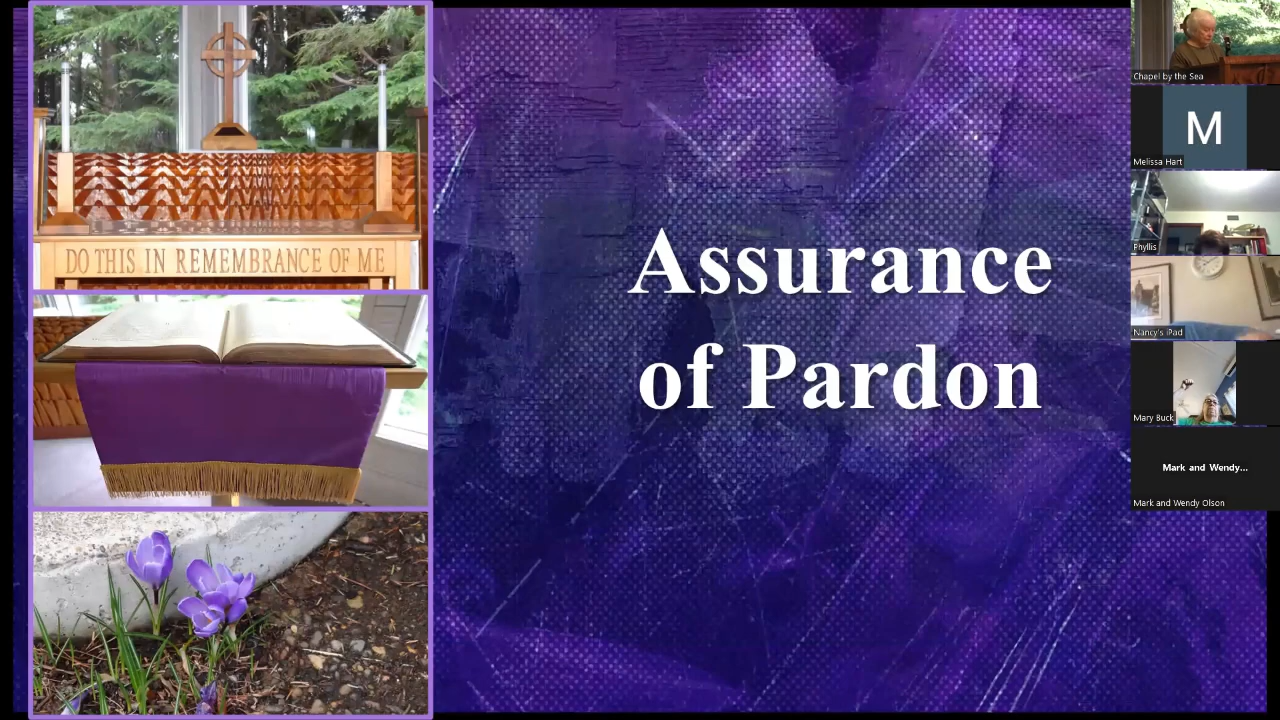 DO THIS IN REMEMBRANCE OF ME
Assurance
of Pardon
Chapel by the Sea
M
Melissa Hart
Phyllis
Nancy's iPad
Mary Buck
Mark and Wendy...
Mark and Wendy Olson